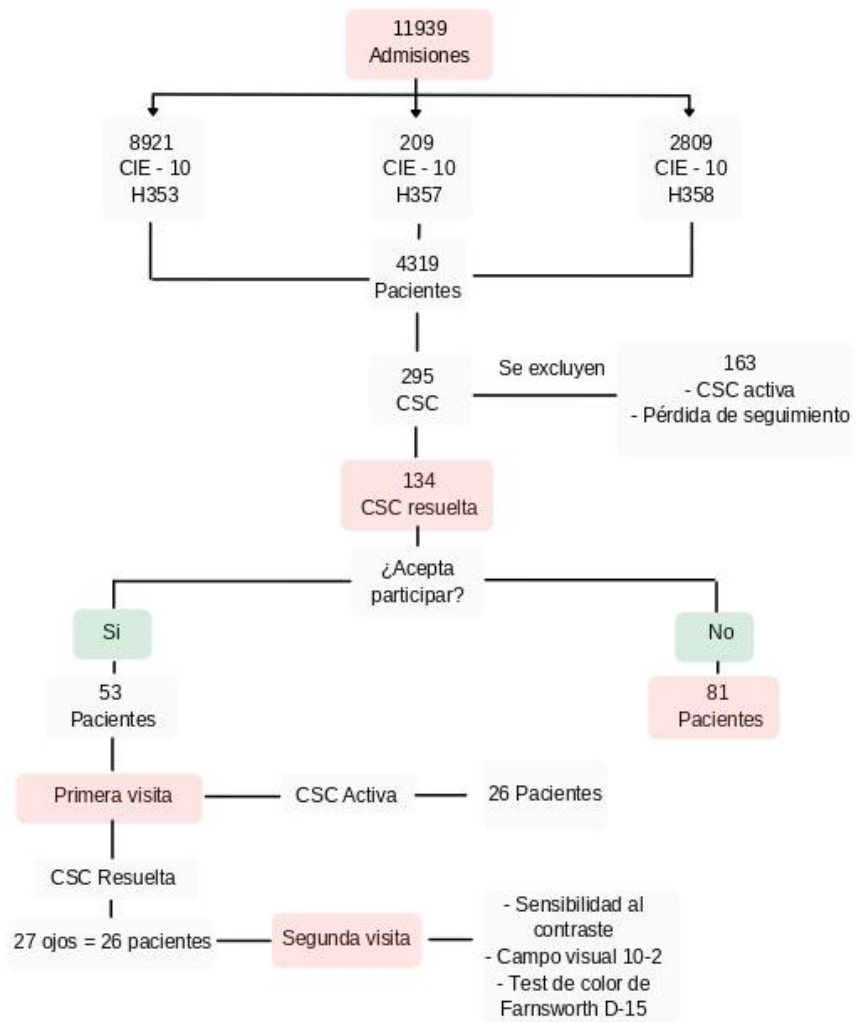 11939
Admisiones
8921
CIE - 10
H353
209
CIE - 10
H357
2809
CIE - 10
H358
4319
Pacientes
295
CSC
Se excluyen
163
- CSC activa
- Pérdida de seguimiento
134
CSC resuelta
¿Acepta
participar?
Si
No
53
Pacientes
81
Pacientes
Primera visita
CSC Activa
26 Pacientes
CSC Resuelta
27 ojos = 26 pacientes
Segunda visita
- Sensibilidad al
contraste
- Campo visual 10-2
- Test de color de
Farnsworth D-15